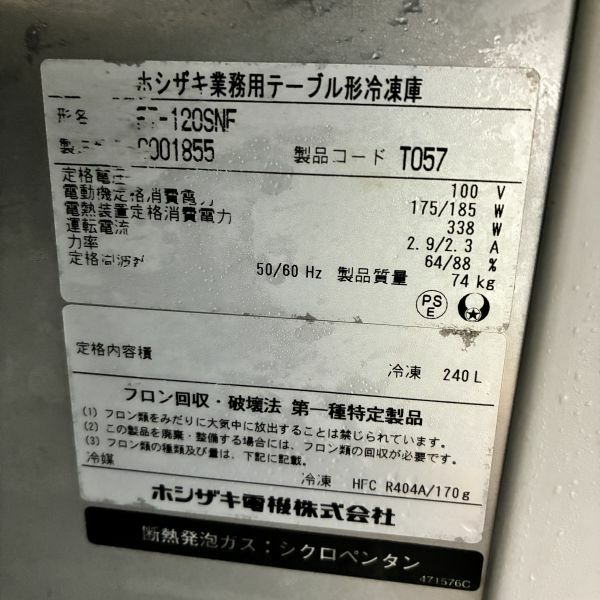 ホシザキ業務用テーブル形冷凍庫
形名 -120SNF
製 001855 製品コード T057
定格電圧 100 V
電動機定格消費電力 175/185 W
電熱装置定格消費電力 338 W
運転電流 2.9/2.3 A
力率 64/88 %
定格周波数 50/60 Hz 製品質量 74 kg
PS E
定格内容積 冷凍 240 L
フロン回収・破壊法 第一種特定製品
(1) フロン類をみだりに大気中に放出することは禁じられています。
(2) この製品を廃棄・整備する場合には、フロン類の回収が必要です。
(3) フロン類の種類及び量は、下記に記載。
冷媒 冷凍 HFC R404A/170g
ホシザキ電機株式会社
断熱発泡ガス：シクロペンタン
471576C